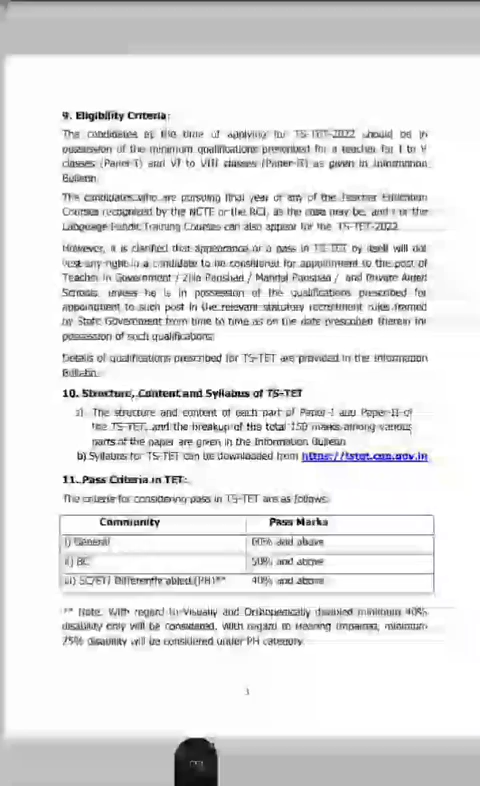 9. Eligibility Criteria:
The candidates at the time of applying for TS-TET-2022 should be in
possession of the minimum qualifications prescribed for a teacher for I to V
classes (Paper-I) and VI to VIII classes (Paper-II) as given in Information
Bulletin.
The candidates who are pursuing final year of any of the Teacher Education
Courses recognized by the NCTE or the RCI, as the case may be, and / or the
Language Pandit Training Courses can also appear for the TS-TET-2022.
However, it is clarified that appearance or a pass in TS-TET by itself will not
vest any right in a candidate to be considered for appointment to the post of
Teacher in Government / Zilla Parishad / Mandal Parishad / and Private Aided
Schools, unless he is in possession of the qualifications prescribed for
appointment to such post in the relevant statutory recruitment rules framed
by State Government from time to time as on the date prescribed therein for
possession of such qualifications.
Details of qualifications prescribed for TS-TET are provided in the Information
Bulletin.
10. Structure, Content and Syllabus of TS-TET
a) The structure and content of each part of Paper-I and Paper-II of
the TS-TET, and the breakup of the total 150 marks among various
parts of the paper are given in the Information Bulletin
b) Syllabus for TS-TET can be downloaded from https://tstet.cgg.gov.in
11. Pass Criteria in TET:
The criteria for considering pass in TS-TET are as follows:
Community Pass Marks
i) General 60% and above
ii) BC 50% and above
iii) SC/ST/ Differently abled (PH)** 40% and above
** Note: With regard to Visually and Orthopedically disabled minimum 40%
disability only will be considered. With regard to Hearing Impaired, minimum
75% disability will be considered under PH category
3